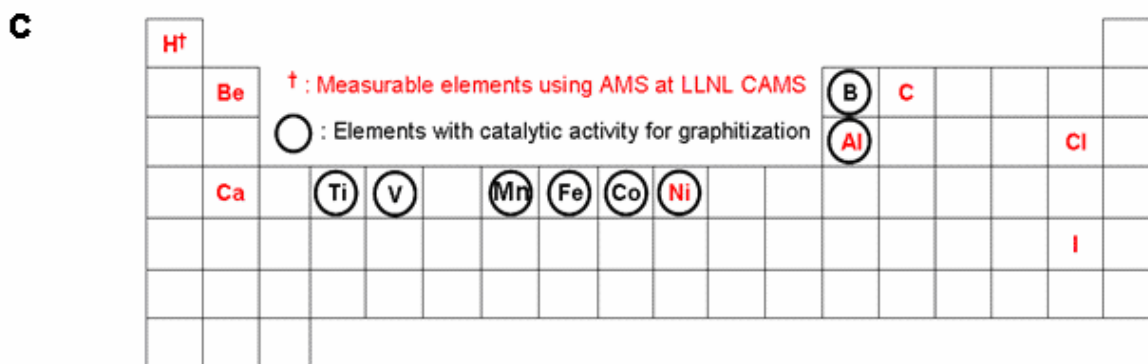 C
H†
Be † : Measurable elements using AMS at LLNL CAMS B C
: Elements with catalytic activity for graphitization Al Cl
Ca Ti V Mn Fe Co Ni
I